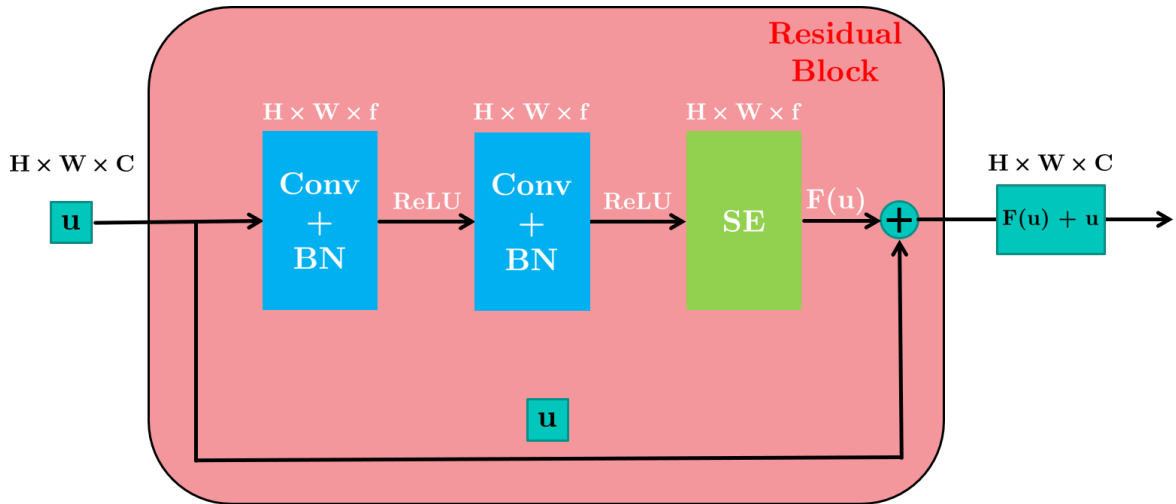 Residual
Block
H × W × f
H × W × f
H × W × f
H × W × C
u
Conv
+
BN
ReLU
Conv
+
BN
ReLU
SE
F(u)
+
H × W × C
F(u) + u
u